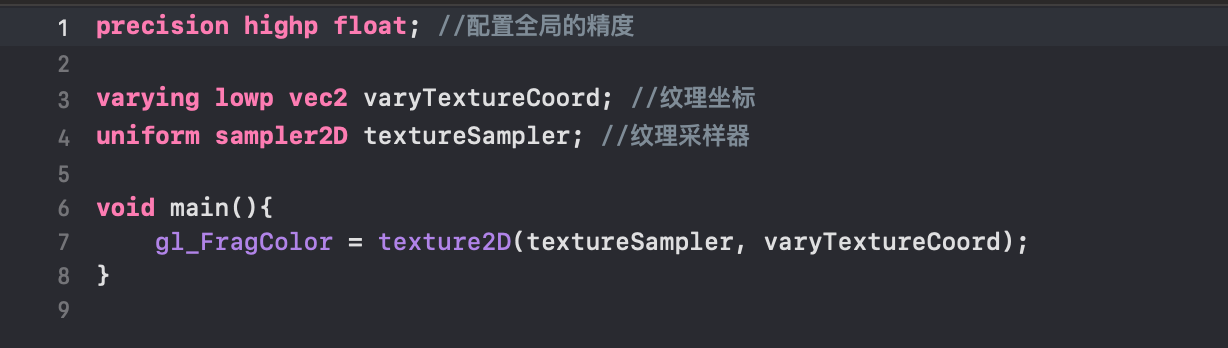 1 precision highp float; //配置全局的精度
2
3 varying lowp vec2 varyTextureCoord; //纹理坐标
4 uniform sampler2D textureSampler; //纹理采样器
5
6 void main(){
7     gl_FragColor = texture2D(textureSampler, varyTextureCoord);
8 }
9